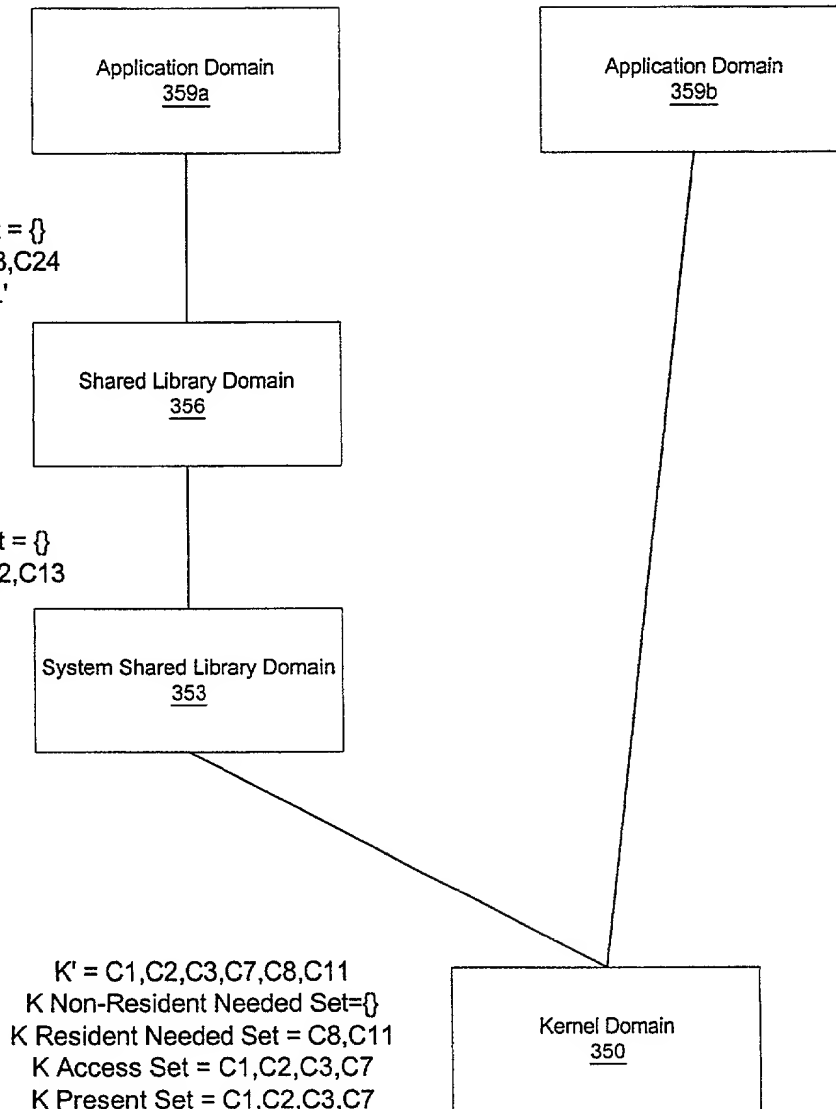 Application Domain
359a
Application Domain
359b
= {}
,C24
Shared Library Domain
356
= {}
,C13
System Shared Library Domain
353
K' = C1,C2,C3,C7,C8,C11
K Non-Resident Needed Set={}
K Resident Needed Set = C8,C11
K Access Set = C1,C2,C3,C7
K Present Set = C1,C2,C3,C7
Kernel Domain
350